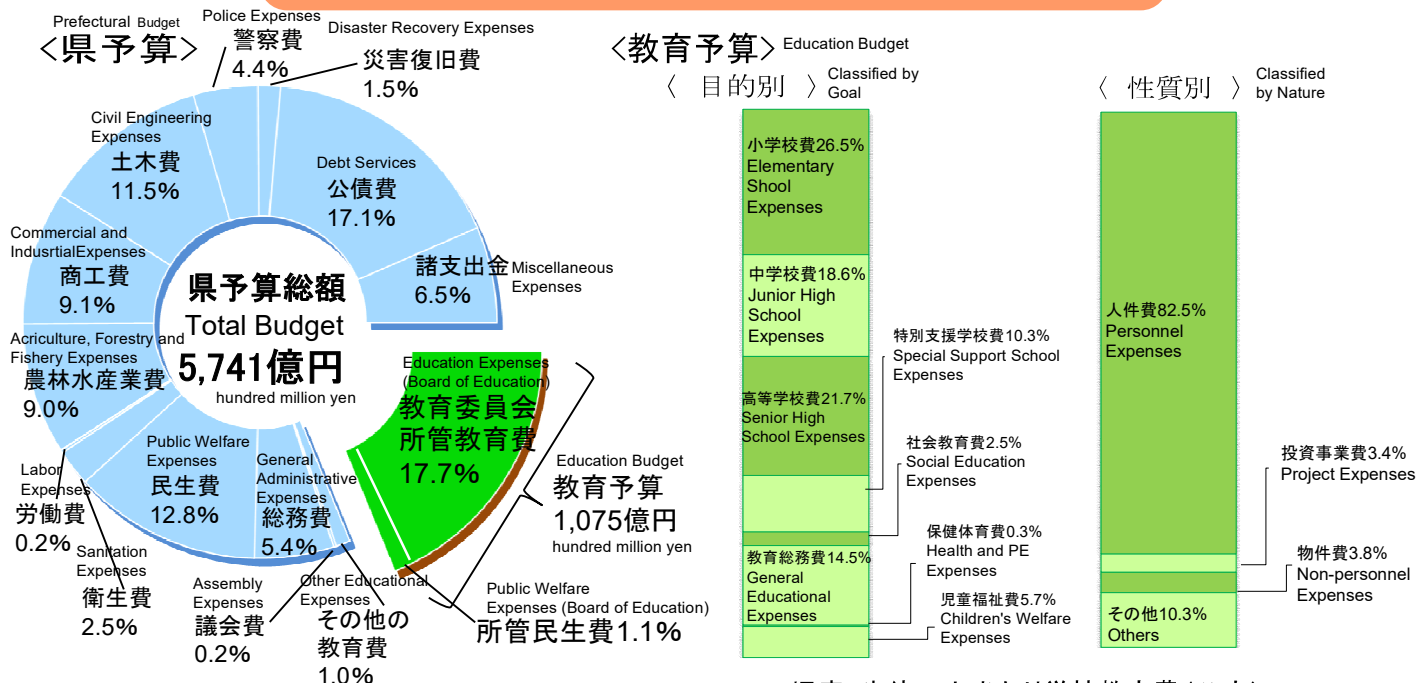 Prefectural Budget
〈県予算〉
Police Expenses
警察費
4.4%
Disaster Recovery Expenses
災害復旧費
1.5%
Civil Engineering
Expenses
土木費
11.5%
Debt Services
公債費
17.1%
Commercial and
IndusrtialExpenses
商工費
9.1%
諸支出金
6.5%
Miscellaneous
Expenses
県予算総額
Total Budget
5,741億円
hundred million yen
Acriculture, Forestry and
Fishery Expenses
農林水産業費
9.0%
Education Expenses
(Board of Education)
教育委員会
所管教育費
17.7%
Labor
Expenses
労働費
0.2%
Public Welfare
Expenses
民生費
12.8%
General
Administrative
Expenses
総務費
5.4%
Education Budget
教育予算
1,075億円
hundred million yen
Sanitation
Expenses
衛生費
2.5%
Assembly
Expenses
議会費
0.2%
Other Educational
Expenses
その他の
教育費
1.0%
Public Welfare
Expenses (Board of Education)
所管民生費1.1%
〈教育予算〉 Education Budget
〈 目的別 〉 Classified by
Goal
小学校費26.5%
Elementary
Shool
Expenses
中学校費18.6%
Junior High
School
Expenses
高等学校費21.7%
Senior High
School Expenses
特別支援学校費10.3%
Special Support School
Expenses
社会教育費2.5%
Social Education
Expenses
教育総務費14.5%
General
Educational
Expenses
保健体育費0.3%
Health and PE
Expenses
児童福祉費5.7%
Children's Welfare
Expenses
〈 性質別 〉 Classified
by Nature
人件費82.5%
Personnel
Expenses
投資事業費3.4%
Project Expenses
物件費3.8%
Non-personnel
Expenses
その他10.3%
Others